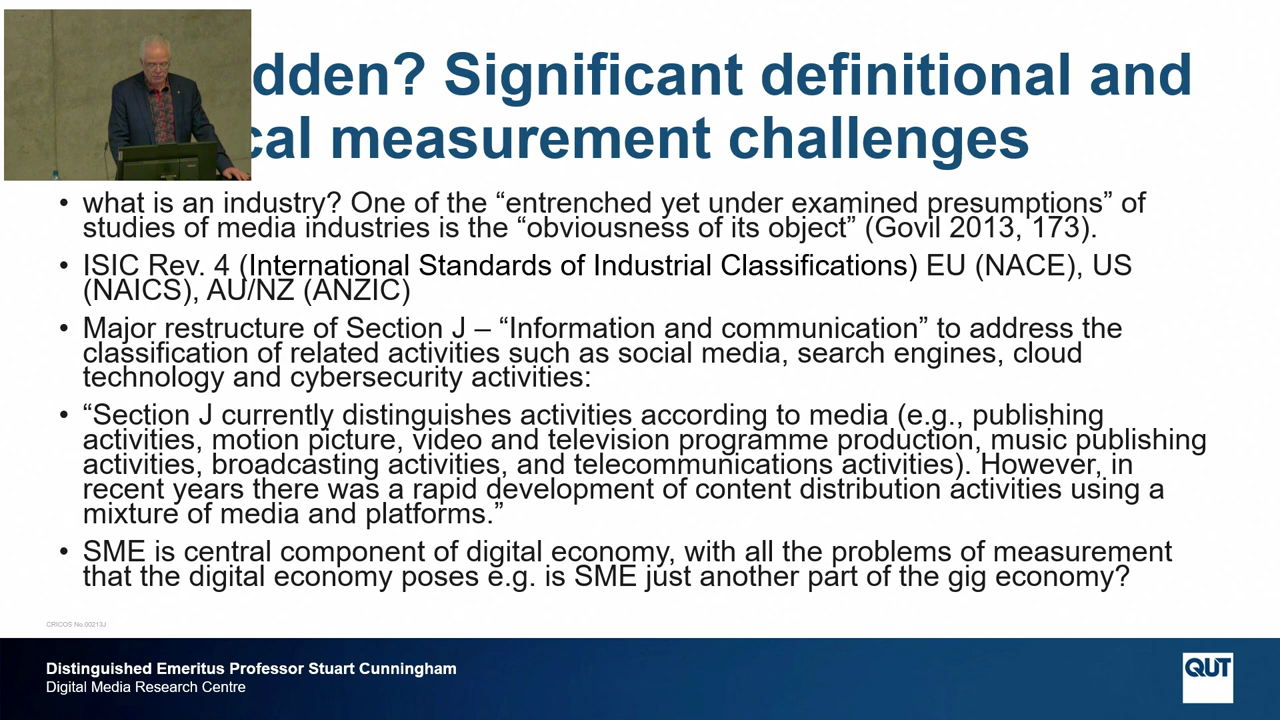 dden? Significant definitional and
cal measurement challenges
• what is an industry? One of the “entrenched yet under examined presumptions” of
studies of media industries is the “obviousness of its object” (Govil 2013, 173).
• ISIC Rev. 4 (International Standards of Industrial Classifications) EU (NACE), US
(NAICS), AU/NZ (ANZIC)
• Major restructure of Section J – “Information and communication” to address the
classification of related activities such as social media, search engines, cloud
technology and cybersecurity activities:
• “Section J currently distinguishes activities according to media (e.g., publishing
activities, motion picture, video and television programme production, music publishing
activities, broadcasting activities, and telecommunications activities). However, in
recent years there was a rapid development of content distribution activities using a
mixture of media and platforms.”
• SME is central component of digital economy, with all the problems of measurement
that the digital economy poses e.g. is SME just another part of the gig economy?
CRICOS No.00213J
Distinguished Emeritus Professor Stuart Cunningham
Digital Media Research Centre
QUT